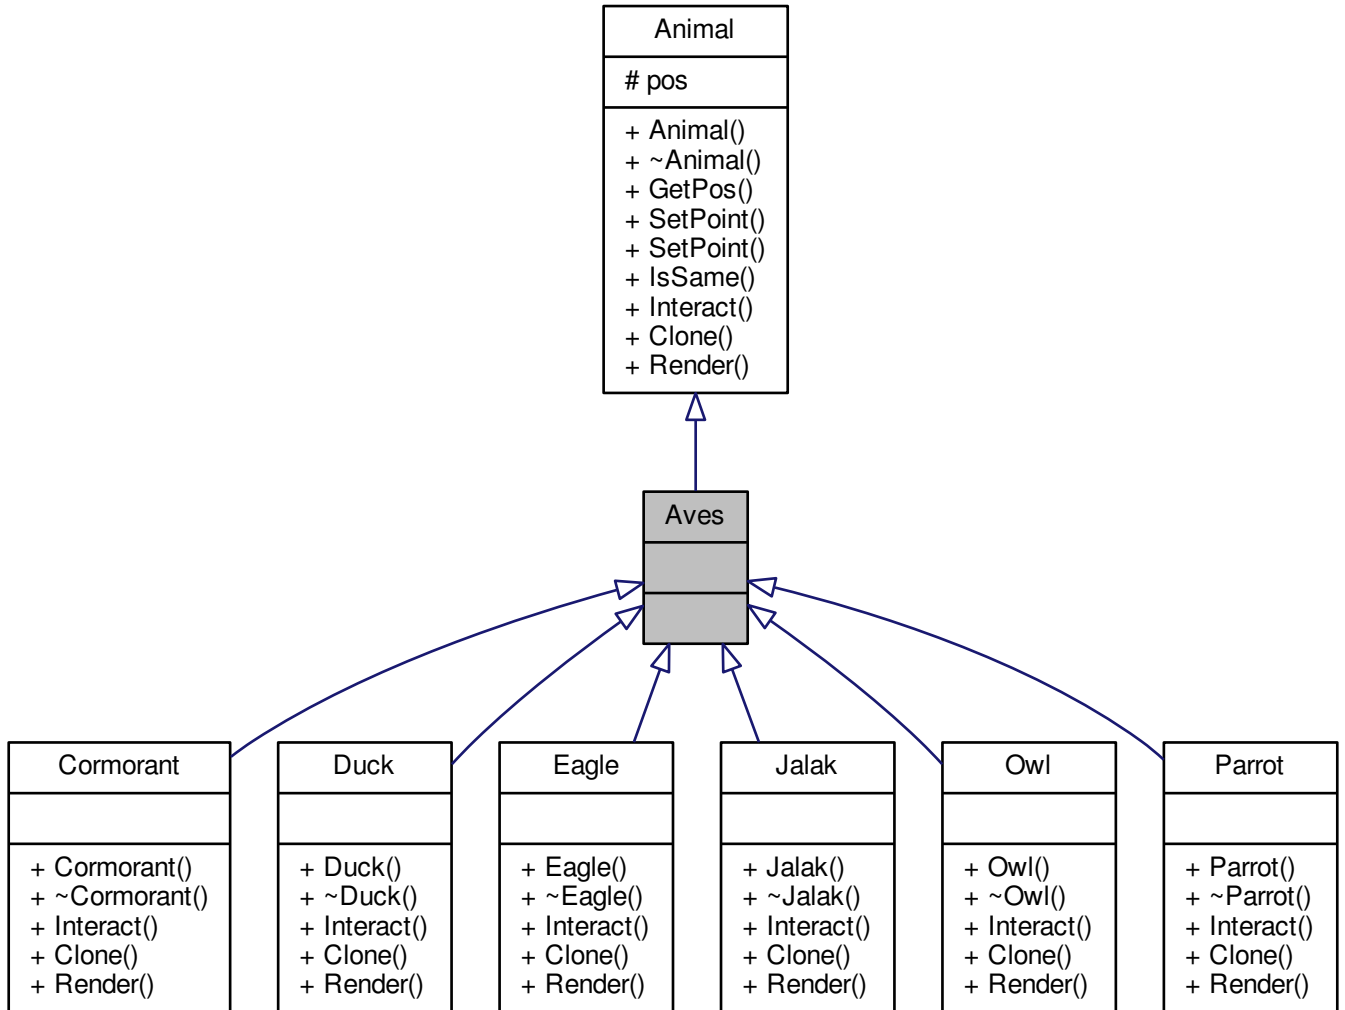 Animal
# pos
+ Animal()
+ ~Animal()
+ GetPos()
+ SetPoint()
+ SetPoint()
+ IsSame()
+ Interact()
+ Clone()
+ Render()
Aves
Cormorant
+ Cormorant()
+ ~Cormorant()
+ Interact()
+ Clone()
+ Render()
Duck
+ Duck()
+ ~Duck()
+ Interact()
+ Clone()
+ Render()
Eagle
+ Eagle()
+ ~Eagle()
+ Interact()
+ Clone()
+ Render()
Jalak
+ Jalak()
+ ~Jalak()
+ Interact()
+ Clone()
+ Render()
Owl
+ Owl()
+ ~Owl()
+ Interact()
+ Clone()
+ Render()
Parrot
+ Parrot()
+ ~Parrot()
+ Interact()
+ Clone()
+ Render()